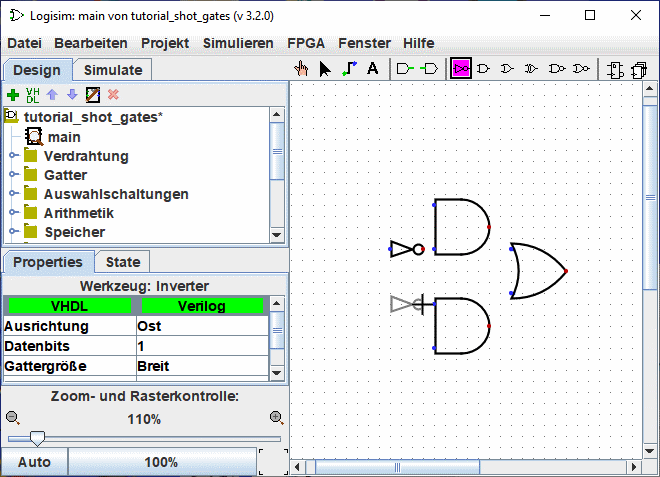 Logisim: main von tutorial_shot_gates (v 3.2.0)
Datei Bearbeiten Projekt Simulieren FPGA Fenster Hilfe
Design Simulate
A
VH
DL
tutorial_shot_gates*
main
Verdrahtung
Gatter
Auswahlschaltungen
Arithmetik
Speicher
Properties State
Werkzeug: Inverter
VHDL Verilog
Ausrichtung Ost
Datenbits 1
Gattergröße Breit
Zoom- und Rasterkontrolle:
110%
Auto 100%